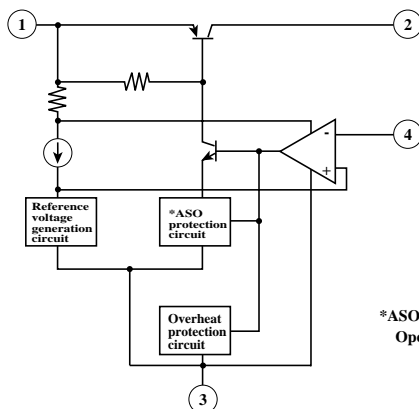 1
2
-
4
+
Reference
voltage
generation
circuit
*ASO
protection
circuit
Overheat
protection
circuit
*ASO
Ope
3